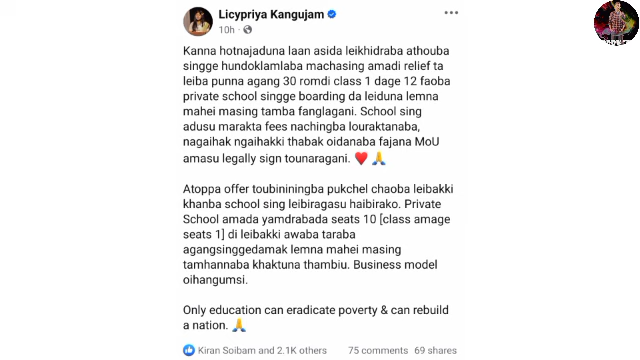 Licypriya Kangujam
10h ·
Kanna hotnajaduna laan asida leikhidraba athouba
singge hundoklamlaba machasing amadi relief ta
leiba punna agang 30 romdi class 1 dage 12 faoba
private school singge boarding da leiduna lemna
mahei masing tamba fanglagani. School sing
adusu marakta fees nachingba louraktanaba,
nagaihak ngaihakki thabak oidanaba fajana MoU
amasu legally sign tounaragani. ❤️ 🙏
Atoppa offer toubininingba pukchel chaoba leibakki
khanba school sing leibiragasu haibirako. Private
School amada yamdrabada seats 10 [class amage
seats 1] di leibakki awaba taraba
agangsinggedamak lemna mahei masing
tamhannaba khaktuna thambiu. Business model
oihangumsi.
Only education can eradicate poverty & can rebuild
a nation. 🙏
Kiran Soibam and 2.1K others 75 comments 69 shares